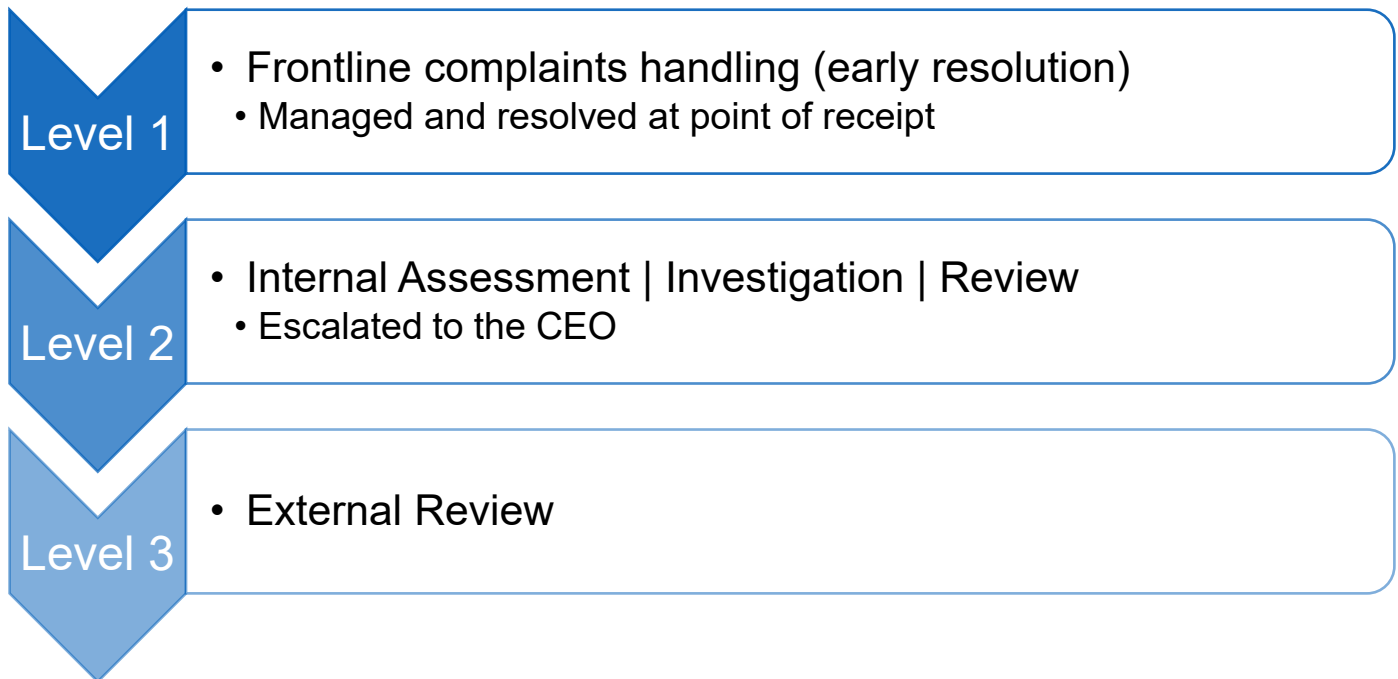 Level 1
• Frontline complaints handling (early resolution)
• Managed and resolved at point of receipt
Level 2
• Internal Assessment | Investigation | Review
• Escalated to the CEO
Level 3
• External Review